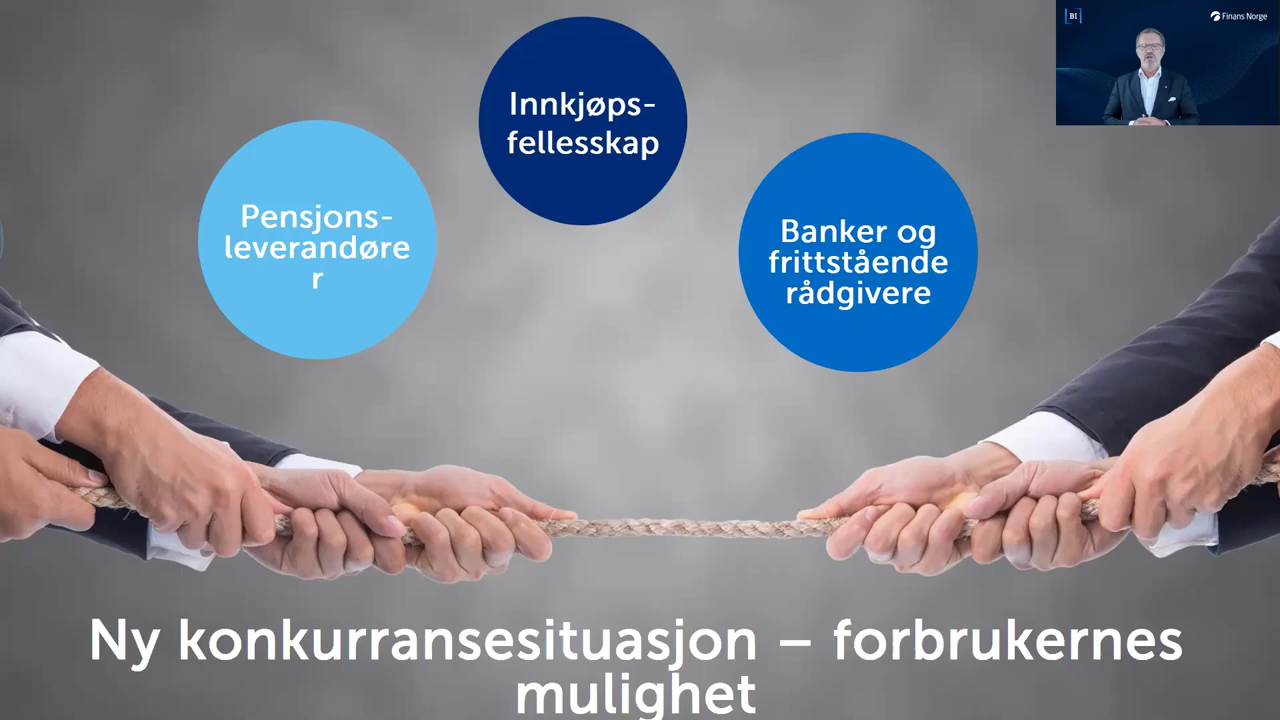 Innkjøps-
fellesskap
BI
Finans Norge
Pensjons-
leverandøre
r
Banker og
frittstående
rådgivere
Ny konkurransesituasjon – forbrukernes
mulighet